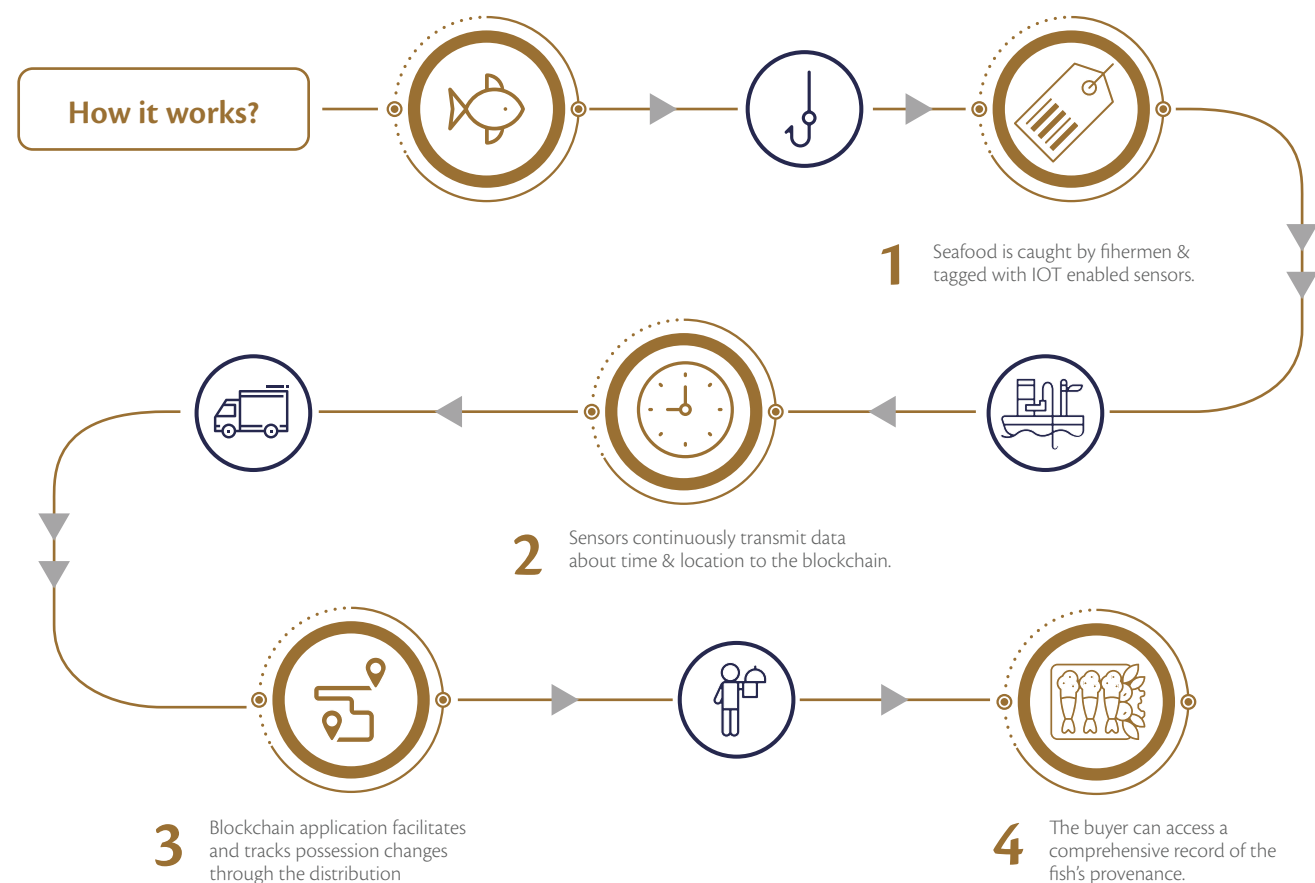 How it works?
1
Seafood is caught by fihermen &
tagged with IOT enabled sensors.
2
Sensors continuously transmit data
about time & location to the blockchain.
3
Blockchain application facilitates
and tracks possession changes
through the distribution
4
The buyer can access a
comprehensive record of the
fish's provenance.